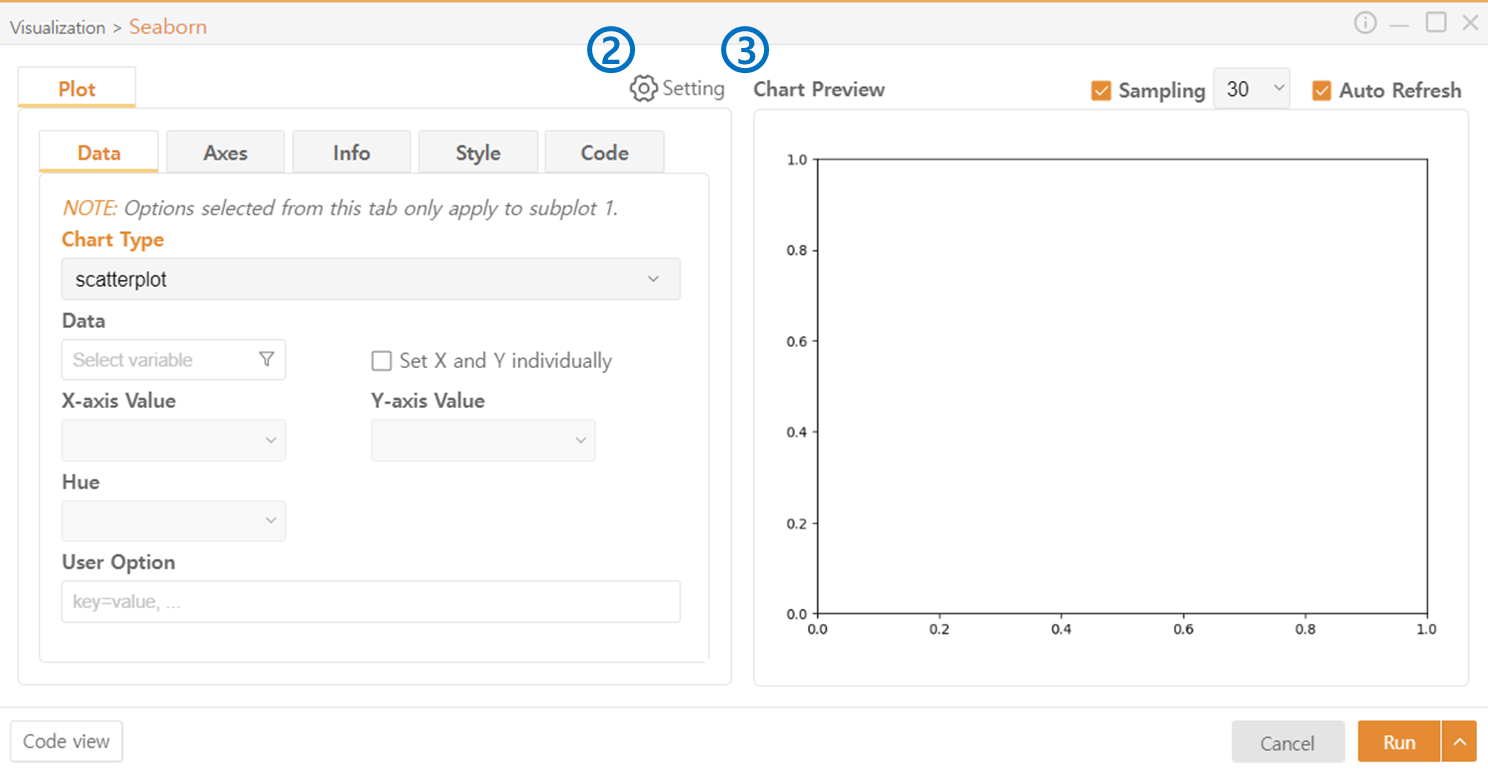 Visualization > Seaborn
② ③
Plot
Setting
Chart Preview
Sampling 30 Auto Refresh
Data Axes Info Style Code
NOTE: Options selected from this tab only apply to subplot 1.
Chart Type
scatterplot
Data
Select variable
Set X and Y individually
X-axis Value Y-axis Value
Hue
User Option
key=value, ...
1.0
0.8
0.6
0.4
0.2
0.0
0.0 0.2 0.4 0.6 0.8 1.0
Code view
Cancel
Run